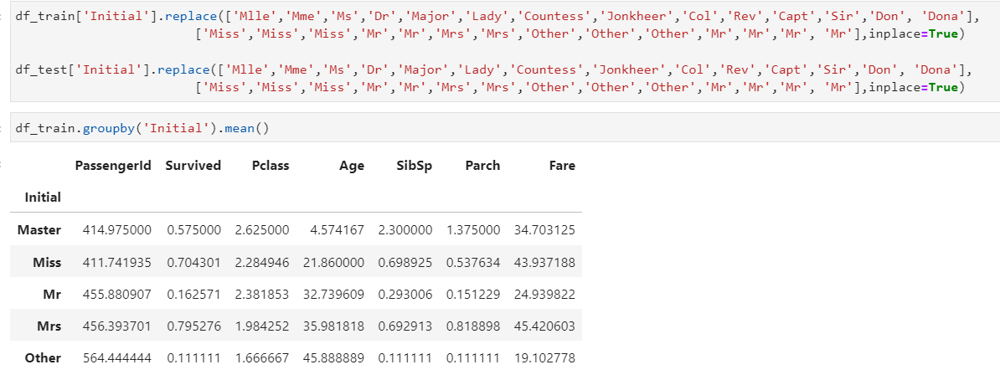 df_train['Initial'].replace(['Mlle','Mme','Ms','Dr','Major','Lady','Countess','Jonkheer','Col','Rev','Capt','Sir','Don', 'Dona'],
['Miss','Miss','Miss','Mr','Mr','Mrs','Mrs','Other','Other','Other','Mr','Mr','Mr', 'Mr'],inplace=True)
df_test['Initial'].replace(['Mlle','Mme','Ms','Dr','Major','Lady','Countess','Jonkheer','Col','Rev','Capt','Sir','Don', 'Dona'],
['Miss','Miss','Miss','Mr','Mr','Mrs','Mrs','Other','Other','Other','Mr','Mr','Mr', 'Mr'],inplace=True)
df_train.groupby('Initial').mean()
PassengerId Survived Pclass Age SibSp Parch Fare
Initial
Master 414.975000 0.575000 2.625000 4.574167 2.300000 1.375000 34.703125
Miss 411.741935 0.704301 2.284946 21.860000 0.698925 0.537634 43.937188
Mr 455.880907 0.162571 2.381853 32.739609 0.293006 0.151229 24.939822
Mrs 456.393701 0.795276 1.984252 35.981818 0.692913 0.818898 45.420603
Other 564.444444 0.111111 1.666667 45.888889 0.111111 0.111111 19.102778